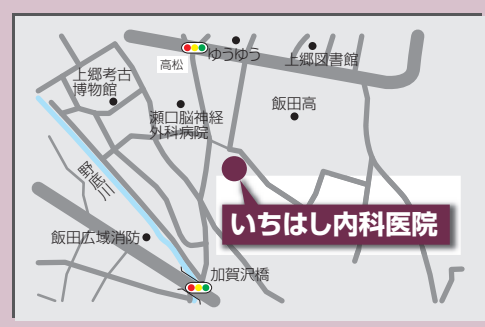 高松
ゆうゆう
上郷図書館
上郷考古
博物館
瀬口脳神経
外科病院
飯田高
野底川
いちはし内科医院
飯田広域消防
加賀沢橋